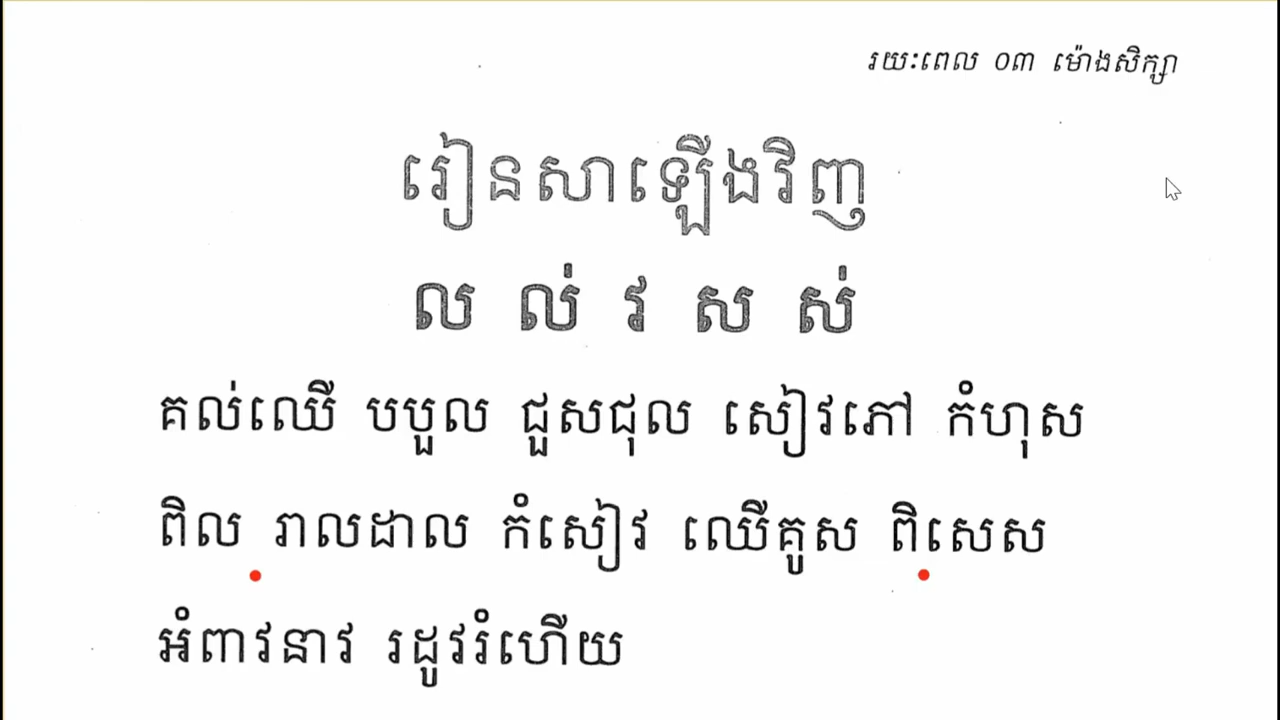 រយៈពេល ០៣ ម៉ោងសិក្សា
រៀនសាឡើងវិញ
ល ល់ វ ស ស់
គល់ឈើ បបួល ជួសជុល សៀវភៅ កំហុស
ពិល រាលដាល កំសៀវ ឈើគូស ពិសេស
អំពាវនាវ រដូវរំហើយ